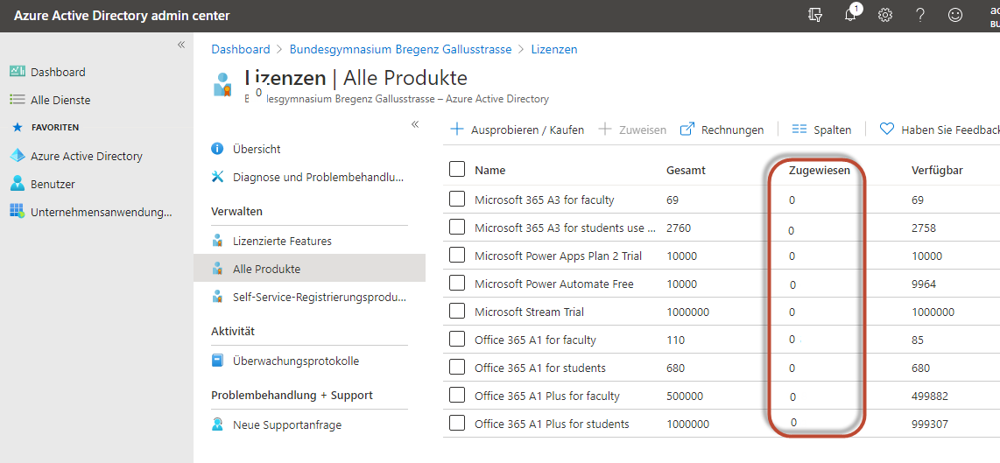 Azure Active Directory admin center
1
ac
BU
Dashboard > Bundesgymnasium Bregenz Gallusstrasse > Lizenzen
Lizenzen | Alle Produkte
0
desgymnasium Bregenz Gallusstrasse – Azure Active Directory
Dashboard
Alle Dienste
FAVORITEN
Azure Active Directory
Benutzer
Unternehmensanwendung...
Übersicht
Diagnose und Problembehandlu...
Verwalten
Lizenzierte Features
Alle Produkte
Self-Service-Registrierungsprodu...
Aktivität
Überwachungsprotokolle
Problembehandlung + Support
Neue Supportanfrage
Ausprobieren / Kaufen Zuweisen Rechnungen Spalten Haben Sie Feedback
Name Gesamt Zugewiesen Verfügbar
Microsoft 365 A3 for faculty 69 0 69
Microsoft 365 A3 for students use ... 2760 0 2758
Microsoft Power Apps Plan 2 Trial 10000 0 10000
Microsoft Power Automate Free 10000 0 9964
Microsoft Stream Trial 1000000 0 1000000
Office 365 A1 for faculty 110 0 85
Office 365 A1 for students 680 0 680
Office 365 A1 Plus for faculty 500000 0 499882
Office 365 A1 Plus for students 1000000 0 999307